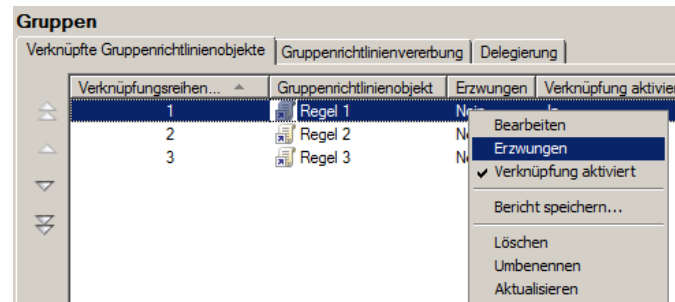 Gruppen
Verknüpfte Gruppenrichtlinienobjekte Gruppenrichtlinienvererbung Delegierung
Verknüpfungsreihen... Gruppenrichtlinienobjekt Erzwungen Verknüpfung aktivie
1 Regel 1
2 Regel 2
3 Regel 3
Bearbeiten
Erzwungen
Verknüpfung aktiviert
Bericht speichern...
Löschen
Umbenennen
Aktualisieren